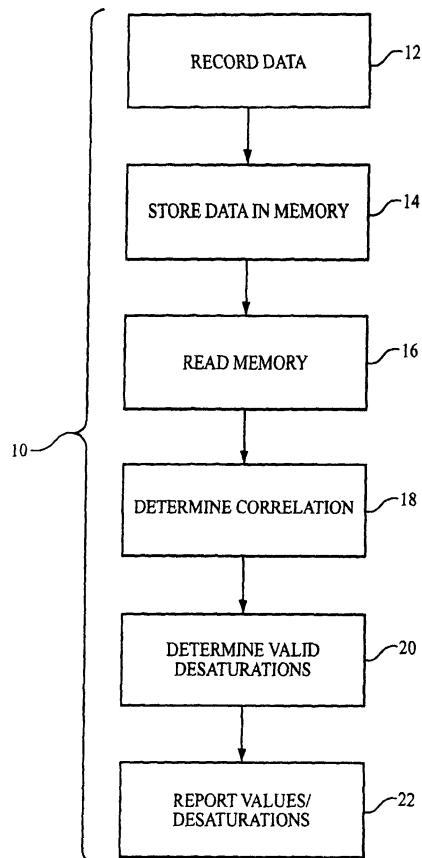 RECORD DATA
12
STORE DATA IN MEMORY
14
READ MEMORY
16
10
DETERMINE CORRELATION
18
DETERMINE VALID
DESATURATIONS
20
REPORT VALUES/
DESATURATIONS
22